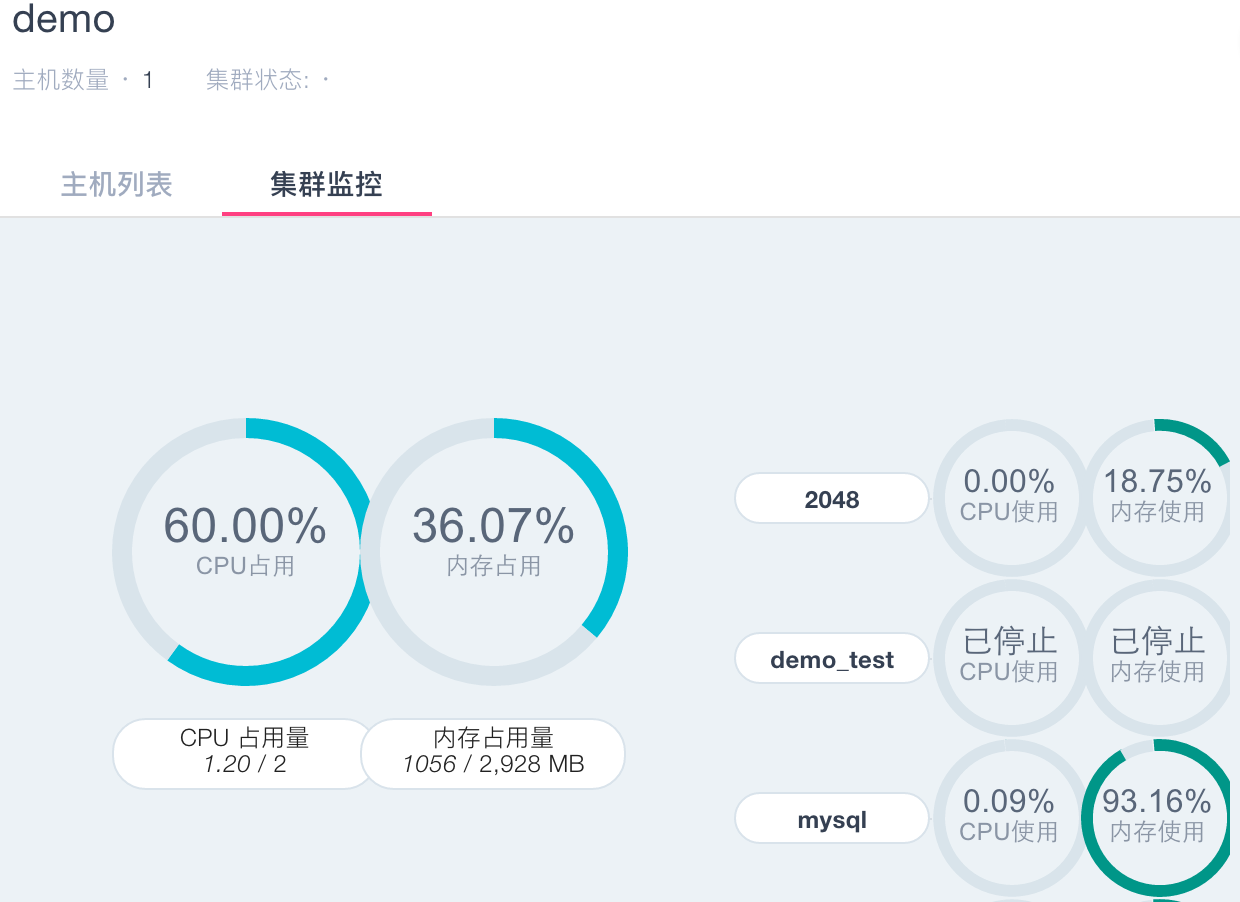 demo
主机数量 · 1 集群状态: ·
主机列表 集群监控
60.00%
CPU占用
36.07%
内存占用
CPU 占用量
1.20 / 2
内存占用量
1056 / 2,928 MB
2048
0.00%
CPU使用
18.75%
内存使用
demo_test
已停止
CPU使用
已停止
内存使用
mysql
0.09%
CPU使用
93.16%
内存使用